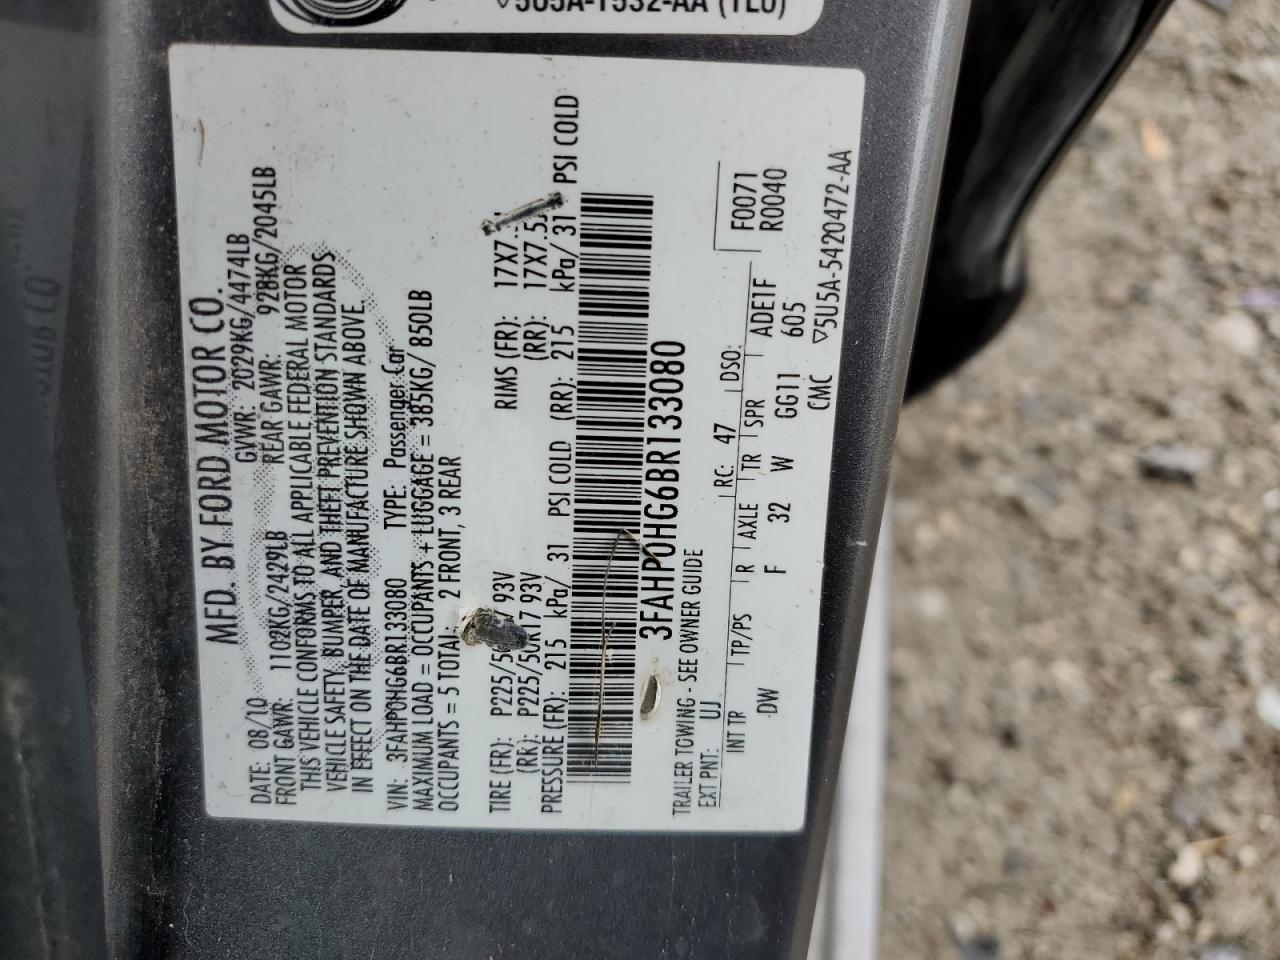 5U5A-1532-AA (TLU)
MFD. BY FORD MOTOR CO.
DATE: 08/10 GVWR: 2029KG/4474LB
FRONT GAWR: 1102KG/2429LB REAR GAWR: 928KG/2045LB
THIS VEHICLE CONFORMS TO ALL APPLICABLE FEDERAL MOTOR
VEHICLE SAFETY, BUMPER, AND THEFT PREVENTION STANDARDS
IN EFFECT ON THE DATE OF MANUFACTURE SHOWN ABOVE.
VIN: 3FAHP0HG6BR133080 TYPE: Passenger Car
MAXIMUM LOAD = OCCUPANTS + LUGGAGE = 385KG/ 850LB
OCCUPANTS = 5 TOTAL, 2 FRONT, 3 REAR
TIRE (FR): 93V RIMS (FR):
(RR): P225/50R17 93V (RR): 17X7.5
PRESSURE (FR): 215 kPa/ 31 PSI COLD (RR): 215 kPa/ 31 PSI COLD
3FAHP0HG6BR133080
TRAILER TOWING - SEE OWNER GUIDE
EXT PNT: UJ RC: 47 DSO: F0071
R0040
INT TR TP/PS R AXLE TR SPR ADE1F
DW F 32 W GG11 605
CMC 5U5A-5420472-AA